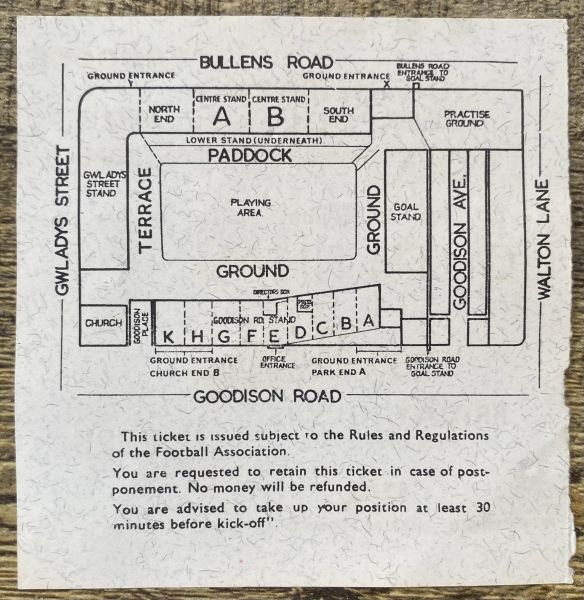 BULLENS ROAD
GROUND ENTRANCE
Y
GROUND ENTRANCE
X
BULLENS ROAD
ENTRANCE TO
GOAL STAND
NORTH
END
CENTRE STAND
A
CENTRE STAND
B
SOUTH
END
PRACTISE
GROUND
LOWER STAND (UNDERNEATH)
PADDOCK
GWLADYS STREET
GWLADYS
STREET
STAND
TERRACE
PLAYING
AREA.
GROUND
GOAL
STAND
GOODISON AVE.
WALTON LANE
GROUND
DIRECTORS BOX
PRESS
BOX
CHURCH
GOODISON
PLACE
GOODISON RD. STAND
K H G F E D C B A
GROUND ENTRANCE
CHURCH END B
OFFICE
ENTRANCE
GROUND ENTRANCE
PARK END A
GOODISON ROAD
ENTRANCE TO
GOAL STAND
GOODISON ROAD
This ticket is issued subject to the Rules and Regulations
of the Football Association.
You are requested to retain this ticket in case of post-
ponement. No money will be refunded.
You are advised to take up your position at least 30
minutes before kick-off".